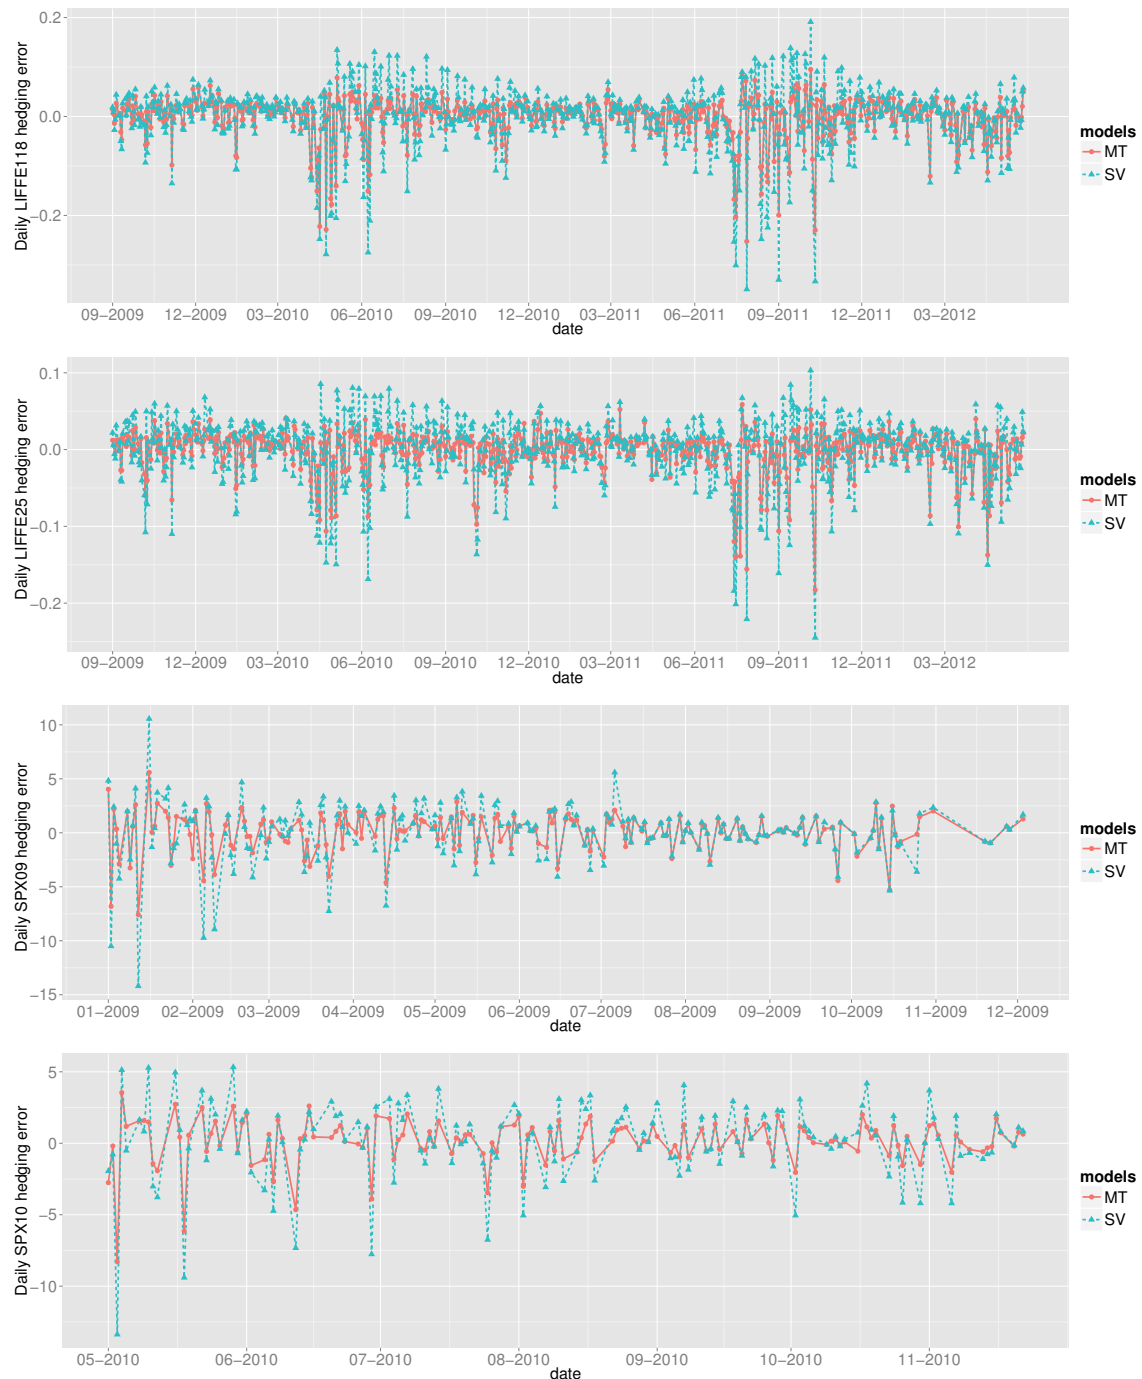 Daily LIFFE118 hedging error
0.2
0.0
−0.2
09−2009 12−2009 03−2010 06−2010 09−2010 12−2010 03−2011 06−2011 09−2011 12−2011 03−2012
date
models
MT
SV
Daily LIFFE25 hedging error
0.1
0.0
−0.1
−0.2
09−2009 12−2009 03−2010 06−2010 09−2010 12−2010 03−2011 06−2011 09−2011 12−2011 03−2012
date
models
MT
SV
Daily SPX09 hedging error
10
5
0
−5
−10
−15
01−2009 02−2009 03−2009 04−2009 05−2009 06−2009 07−2009 08−2009 09−2009 10−2009 11−2009 12−2009
date
models
MT
SV
Daily SPX10 hedging error
5
0
−5
−10
05−2010 06−2010 07−2010 08−2010 09−2010 10−2010 11−2010
date
models
MT
SV